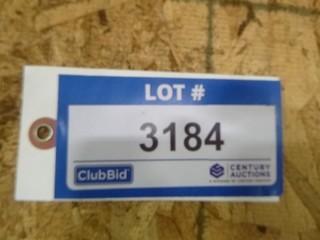 LOT #
3184
ClubBid
CENTURY
AUCTIONS